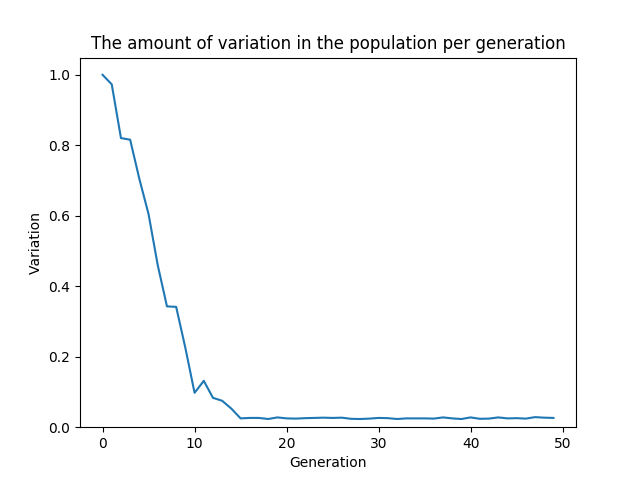 The amount of variation in the population per generation
1.0
0.8
0.6
0.4
0.2
0.0
Variation
0 10 20 30 40 50
Generation